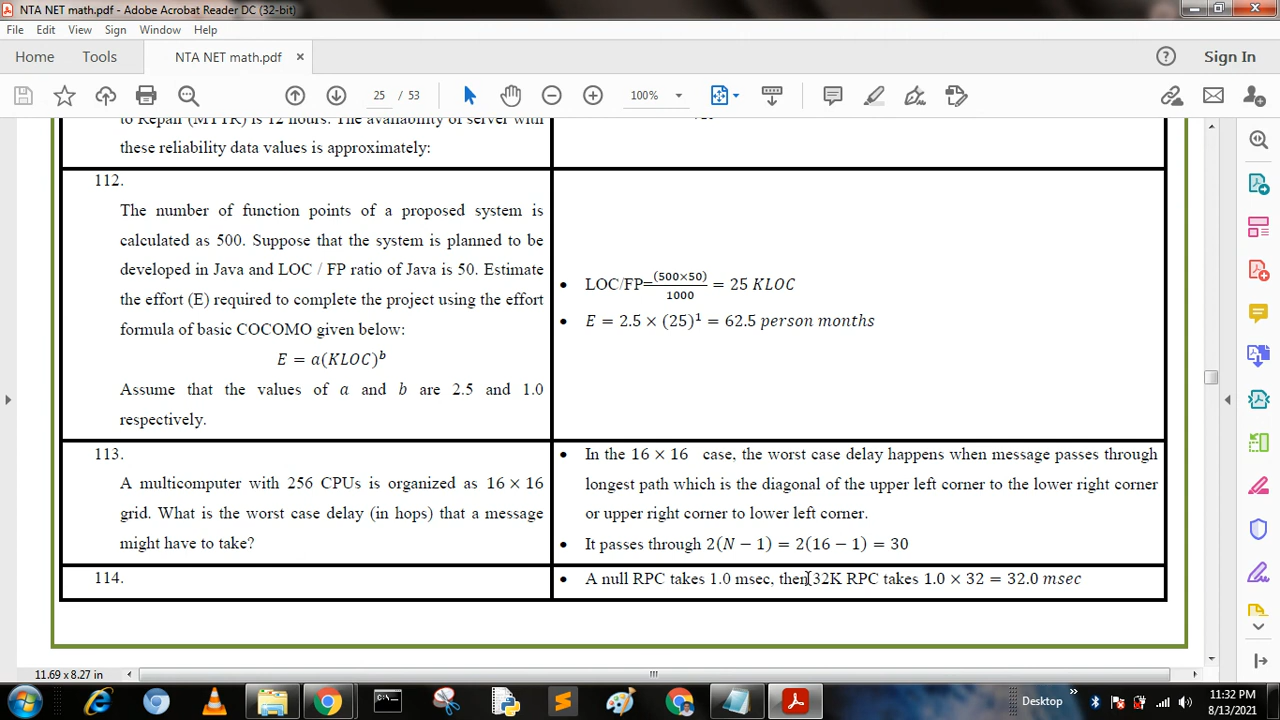 NTA NET math.pdf - Adobe Acrobat Reader DC (32-bit)
File Edit View Sign Window Help
Home Tools NTA NET math.pdf × Sign In
25 / 53 100%
to Repair (MTTR) is 12 hours. The availability of server with
these reliability data values is approximately:
112.
The number of function points of a proposed system is
calculated as 500. Suppose that the system is planned to be
developed in Java and LOC / FP ratio of Java is 50. Estimate
the effort (E) required to complete the project using the effort
formula of basic COCOMO given below:
E = a(KLOC)^b
Assume that the values of a and b are 2.5 and 1.0
respectively.
• LOC/FP=(500×50)/1000 = 25 KLOC
• E = 2.5 × (25)^1 = 62.5 person months
113.
A multicomputer with 256 CPUs is organized as 16 × 16
grid. What is the worst case delay (in hops) that a message
might have to take?
• In the 16 × 16 case, the worst case delay happens when message passes through
longest path which is the diagonal of the upper left corner to the lower right corner
or upper right corner to lower left corner.
• It passes through 2(N − 1) = 2(16 − 1) = 30
114.
• A null RPC takes 1.0 msec, then 32K RPC takes 1.0 × 32 = 32.0 msec
11.69 x 8.27 in
Desktop »
11:32 PM
8/13/2021